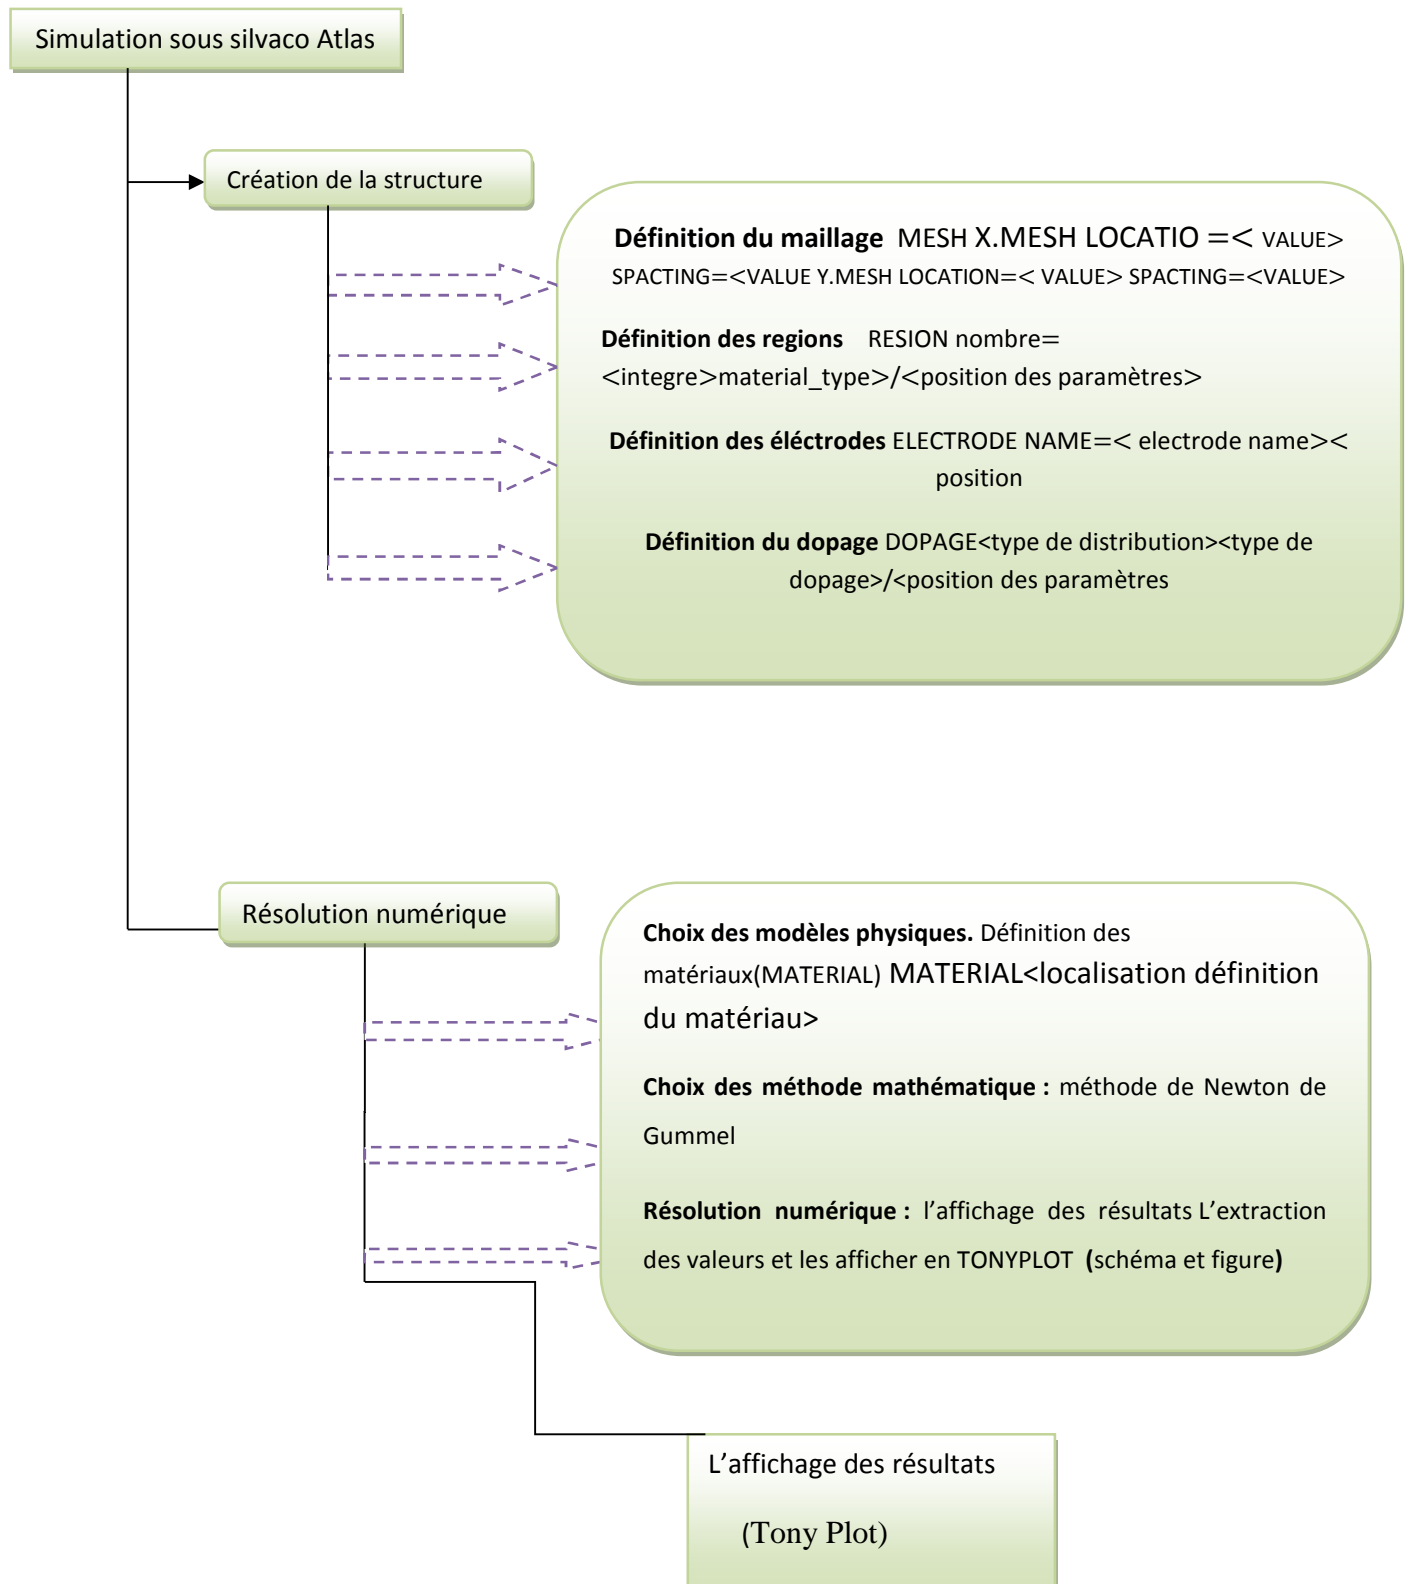 Simulation sous silvaco Atlas
Création de la structure
Définition du maillage MESH X.MESH LOCATIO =< VALUE>
SPACTING=<VALUE Y.MESH LOCATION=< VALUE> SPACTING=<VALUE>
Définition des regions RESION nombre=
<integre>material_type>/<position des paramètres>
Définition des éléctrodes ELECTRODE NAME=< electrode name><
position
Définition du dopage DOPAGE<type de distribution><type de
dopage>/<position des paramètres
Résolution numérique
Choix des modèles physiques. Définition des
matériaux(MATERIAL) MATERIAL<localisation définition
du matériau>
Choix des méthode mathématique : méthode de Newton de
Gummel
Résolution numérique : l’affichage des résultats L’extraction
des valeurs et les afficher en TONYPLOT (schéma et figure)
L’affichage des résultats
(Tony Plot)